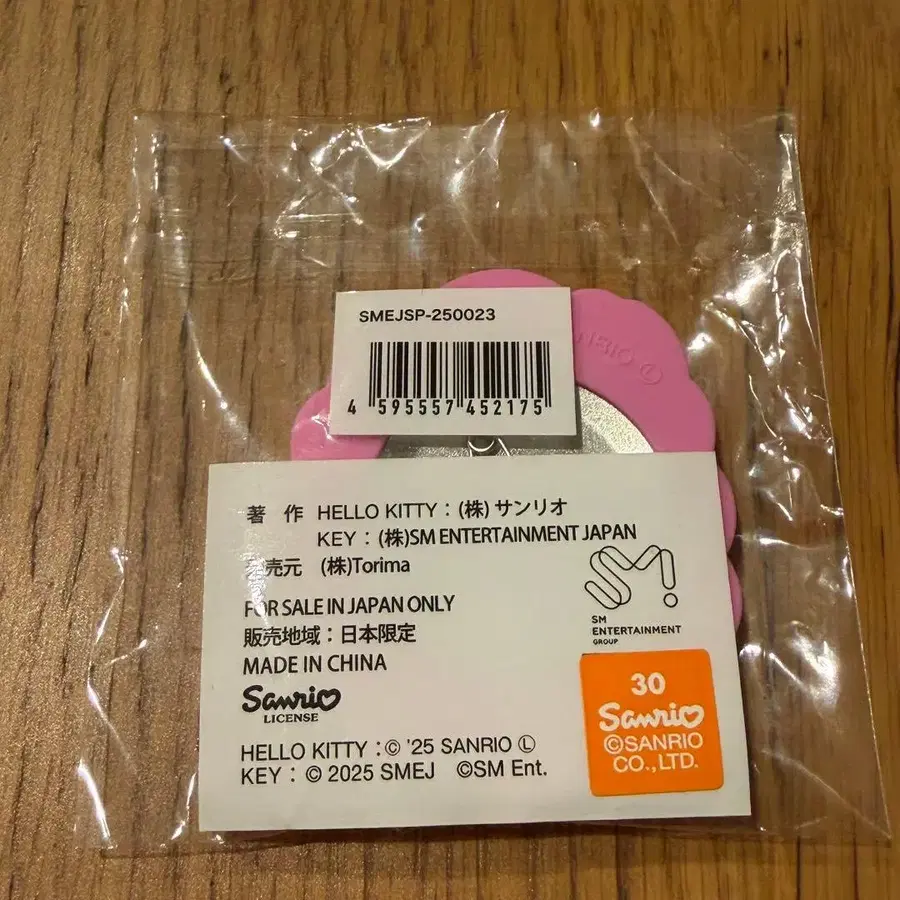 SMEJSP-250023
4 595557 452175
SANRIO Ⓛ
著 作 HELLO KITTY：(株) サンリオ
KEY：(株)SM ENTERTAINMENT JAPAN
売元 (株)Torima
FOR SALE IN JAPAN ONLY
販売地域：日本限定
MADE IN CHINA
SM
ENTERTAINMENT
GROUP
Sanrio
LICENSE
30
Sanrio
©SANRIO
CO.,LTD.
HELLO KITTY：© '25 SANRIO Ⓛ
KEY：© 2025 SMEJ ©SM Ent.